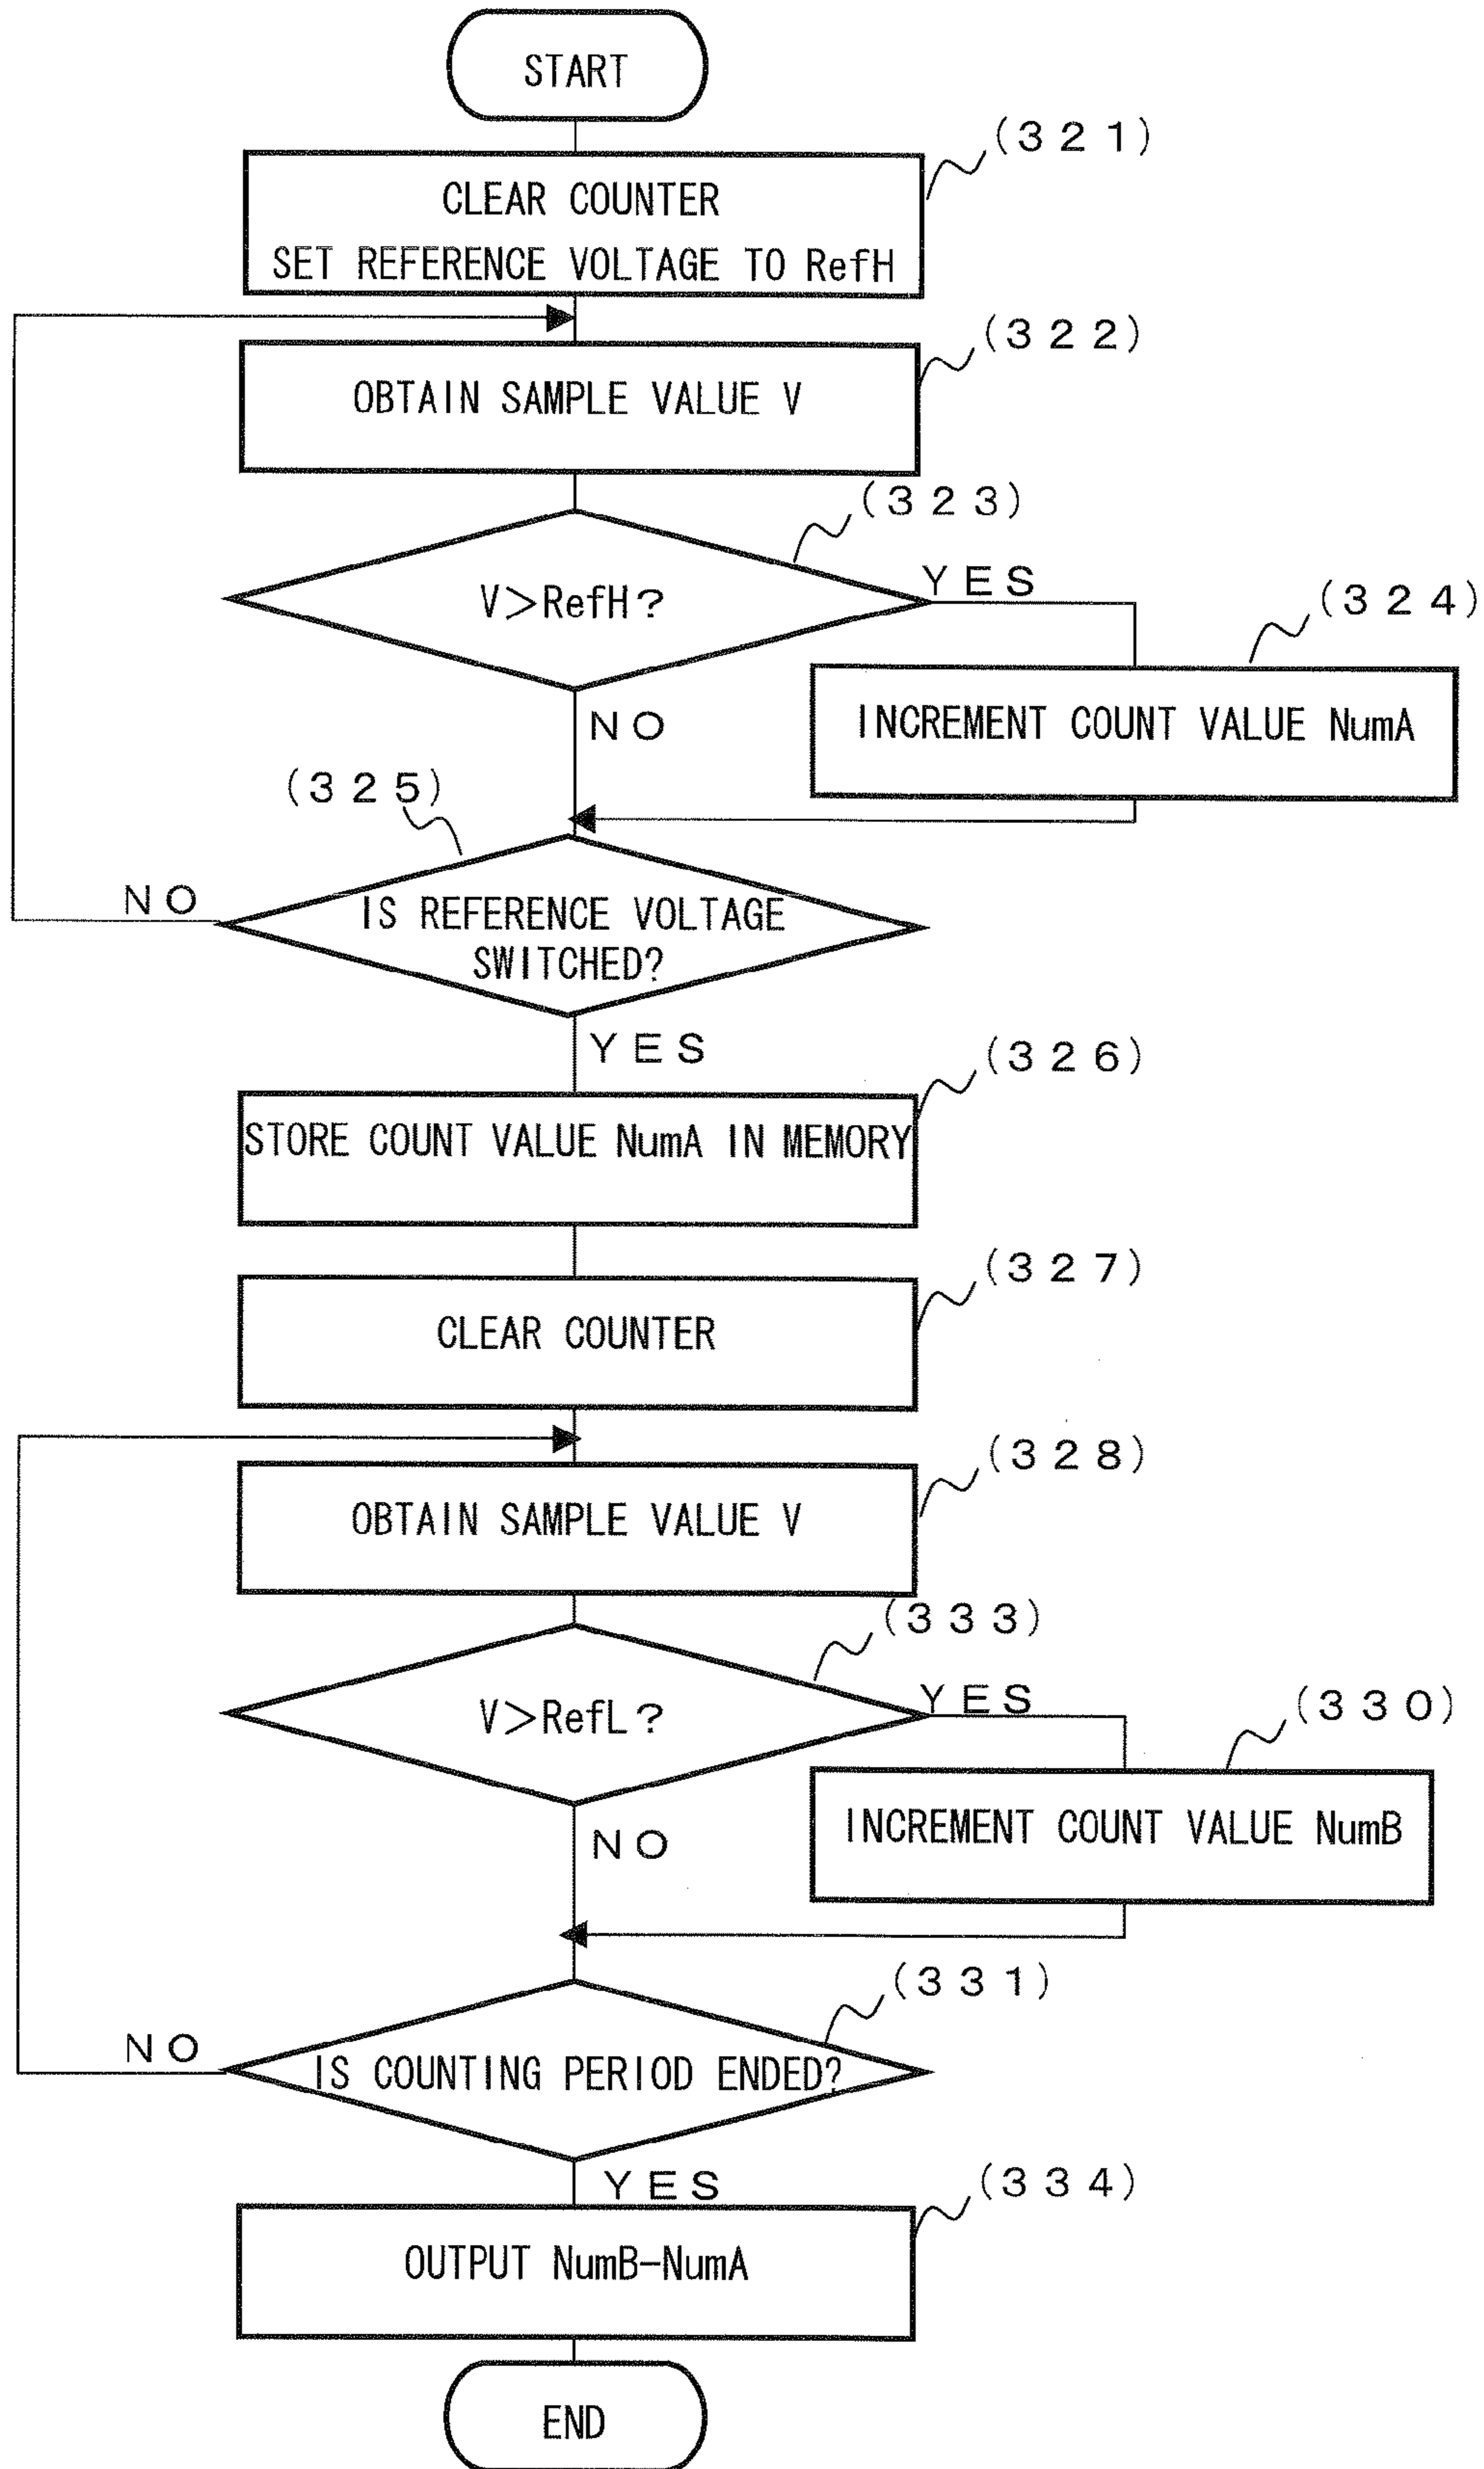 START
(321)
CLEAR COUNTER
SET REFERENCE VOLTAGE TO RefH
(322)
OBTAIN SAMPLE VALUE V
(323)
V>RefH?
YES
(324)
INCREMENT COUNT VALUE NumA
NO
(325)
NO
IS REFERENCE VOLTAGE
SWITCHED?
YES
(326)
STORE COUNT VALUE NumA IN MEMORY
(327)
CLEAR COUNTER
(328)
OBTAIN SAMPLE VALUE V
(333)
V>RefL?
YES
(330)
INCREMENT COUNT VALUE NumB
NO
(331)
NO
IS COUNTING PERIOD ENDED?
YES
(334)
OUTPUT NumB-NumA
END